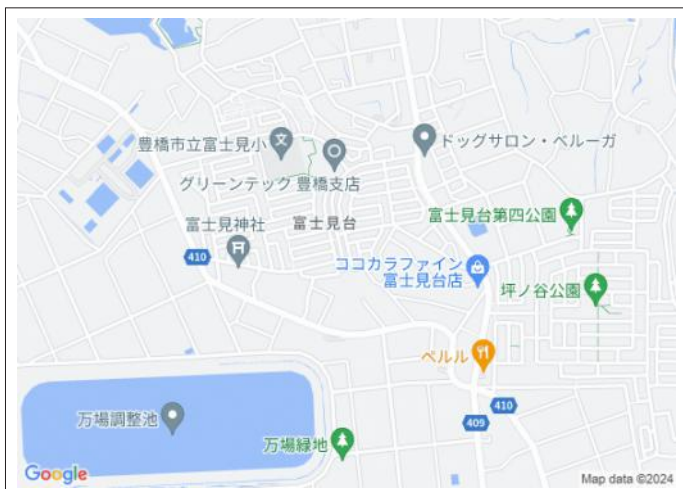 豊橋市立富士見小
ドッグサロン・ベルーガ
グリーンテック 豊橋支店
富士見台第四公園
富士見神社
富士見台
410
ココカラファイン
富士見台店
坪ノ谷公園
ペルル
410
409
万場調整池
万場緑地
Google
Map data ©2024